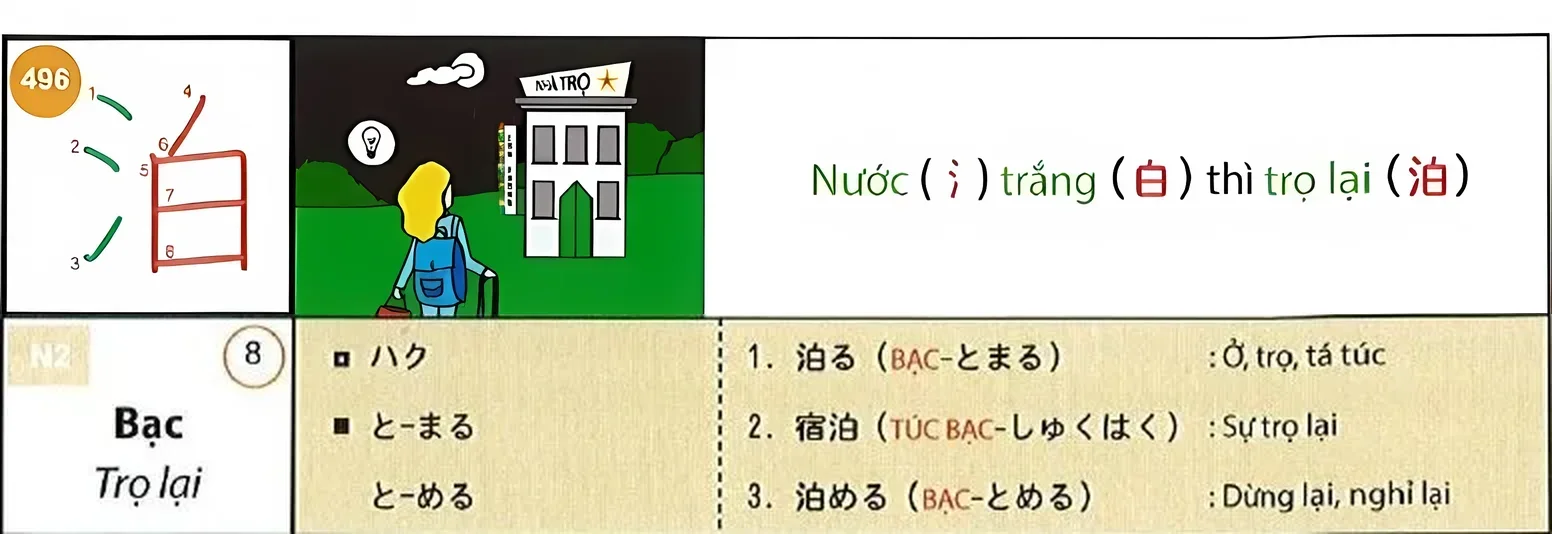 496
1
2
3
4
5
6
7
8
NHÀ TRỌ
Nước (氵) trắng (白) thì trọ lại (泊)
N2
8
Bạc
Trọ lại
ハク
と-まる
と-める
1. 泊る (BẠC-とまる) : Ở, trọ, tá túc
2. 宿泊 (TÚC BẠC-しゅくはく) : Sự trọ lại
3. 泊める (BẠC-とめる) : Dừng lại, nghỉ lại